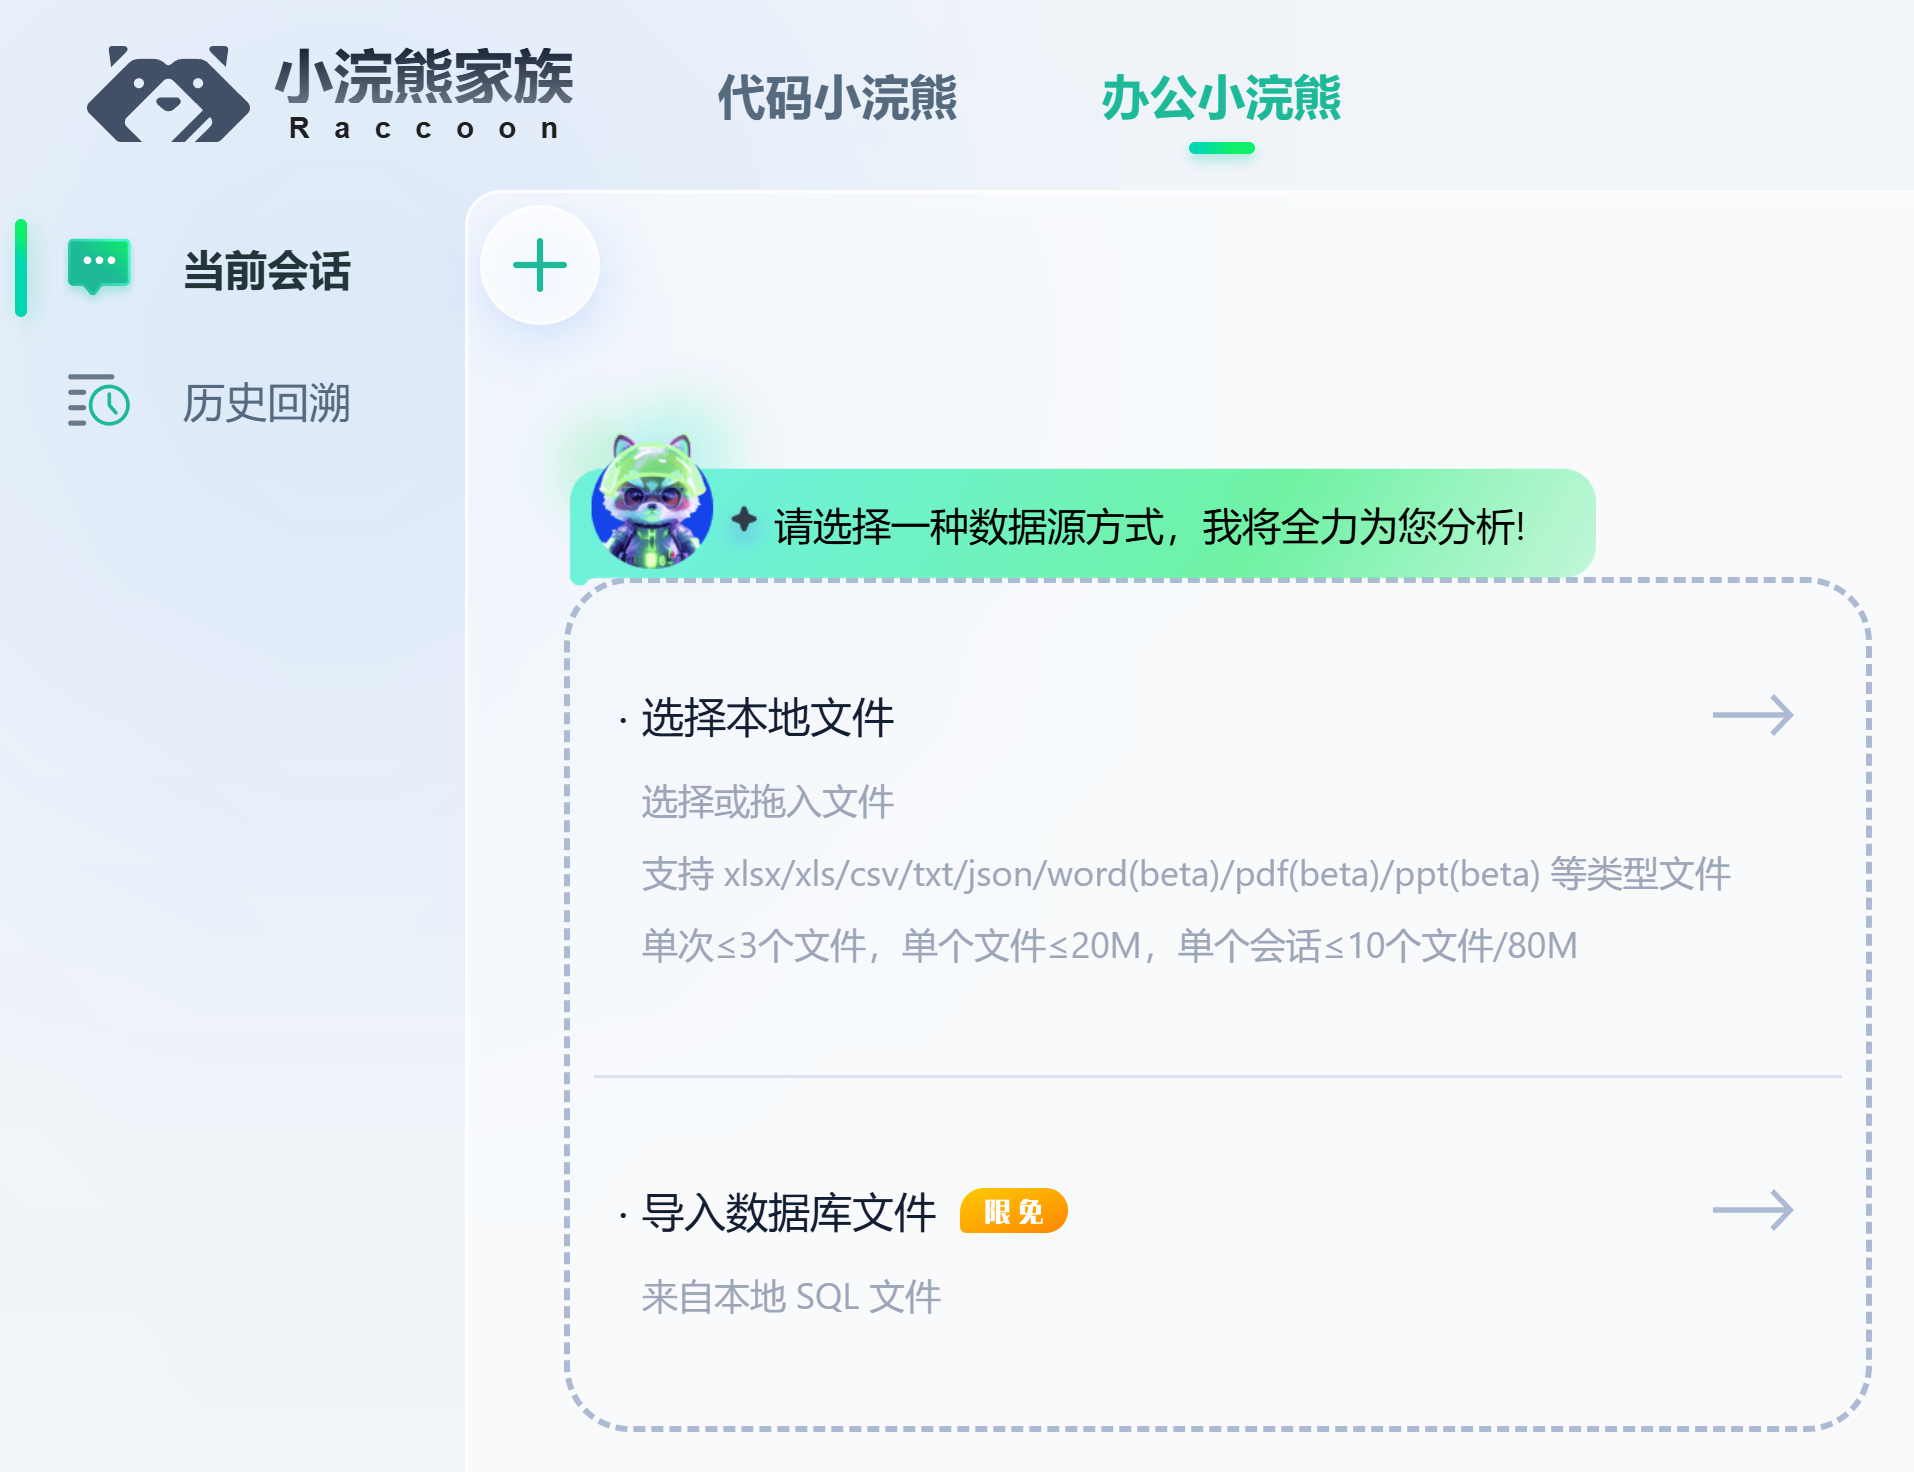 小浣熊家族
Raccoon
代码小浣熊
办公小浣熊
当前会话
历史回溯
请选择一种数据源方式，我将全力为您分析!
· 选择本地文件
选择或拖入文件
支持 xlsx/xls/csv/txt/json/word(beta)/pdf(beta)/ppt(beta) 等类型文件
单次≤3个文件，单个文件≤20M，单个会话≤10个文件/80M
· 导入数据库文件
限免
来自本地 SQL 文件